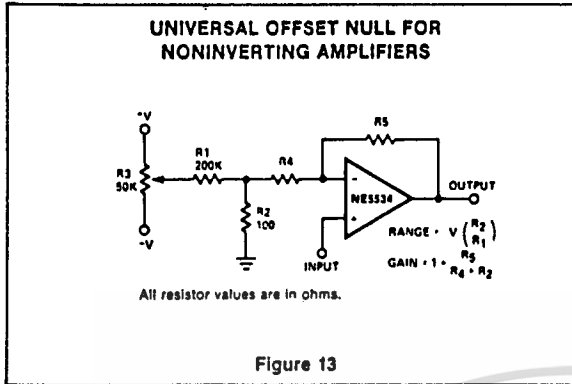 UNIVERSAL OFFSET NULL FOR
NONINVERTING AMPLIFIERS
+V
R3
50K
-V
R1
200K
R2
100
R4
R5
NE5534
OUTPUT
INPUT
RANGE = V (R2/R1)
GAIN = 1 + R5/(R4 + R2)
All resistor values are in ohms.
Figure 13